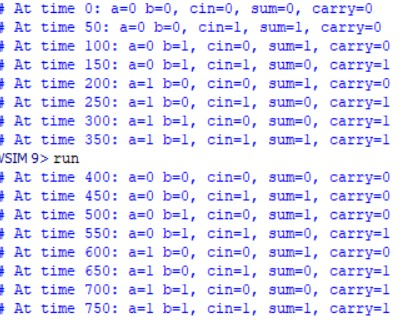 # At time 0: a=0 b=0, cin=0, sum=0, carry=0
# At time 50: a=0 b=0, cin=1, sum=1, carry=0
# At time 100: a=0 b=1, cin=0, sum=1, carry=0
# At time 150: a=0 b=1, cin=1, sum=0, carry=1
# At time 200: a=1 b=0, cin=0, sum=1, carry=0
# At time 250: a=1 b=0, cin=1, sum=0, carry=1
# At time 300: a=1 b=1, cin=0, sum=0, carry=1
# At time 350: a=1 b=1, cin=1, sum=1, carry=1
VSIM 9> run
# At time 400: a=0 b=0, cin=0, sum=0, carry=0
# At time 450: a=0 b=0, cin=1, sum=1, carry=0
# At time 500: a=0 b=1, cin=0, sum=1, carry=0
# At time 550: a=0 b=1, cin=1, sum=0, carry=1
# At time 600: a=1 b=0, cin=0, sum=1, carry=0
# At time 650: a=1 b=0, cin=1, sum=0, carry=1
# At time 700: a=1 b=1, cin=0, sum=0, carry=1
# At time 750: a=1 b=1, cin=1, sum=1, carry=1